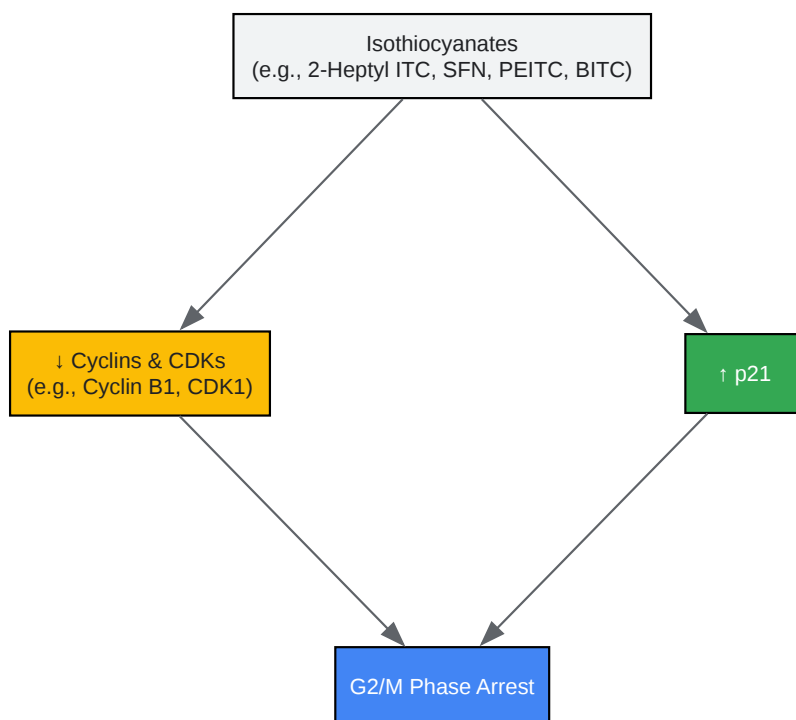 Isothiocyanates
(e.g., 2-Heptyl ITC, SFN, PEITC, BITC)
↓ Cyclins & CDKs
(e.g., Cyclin B1, CDK1)
↑ p21
G2/M Phase Arrest